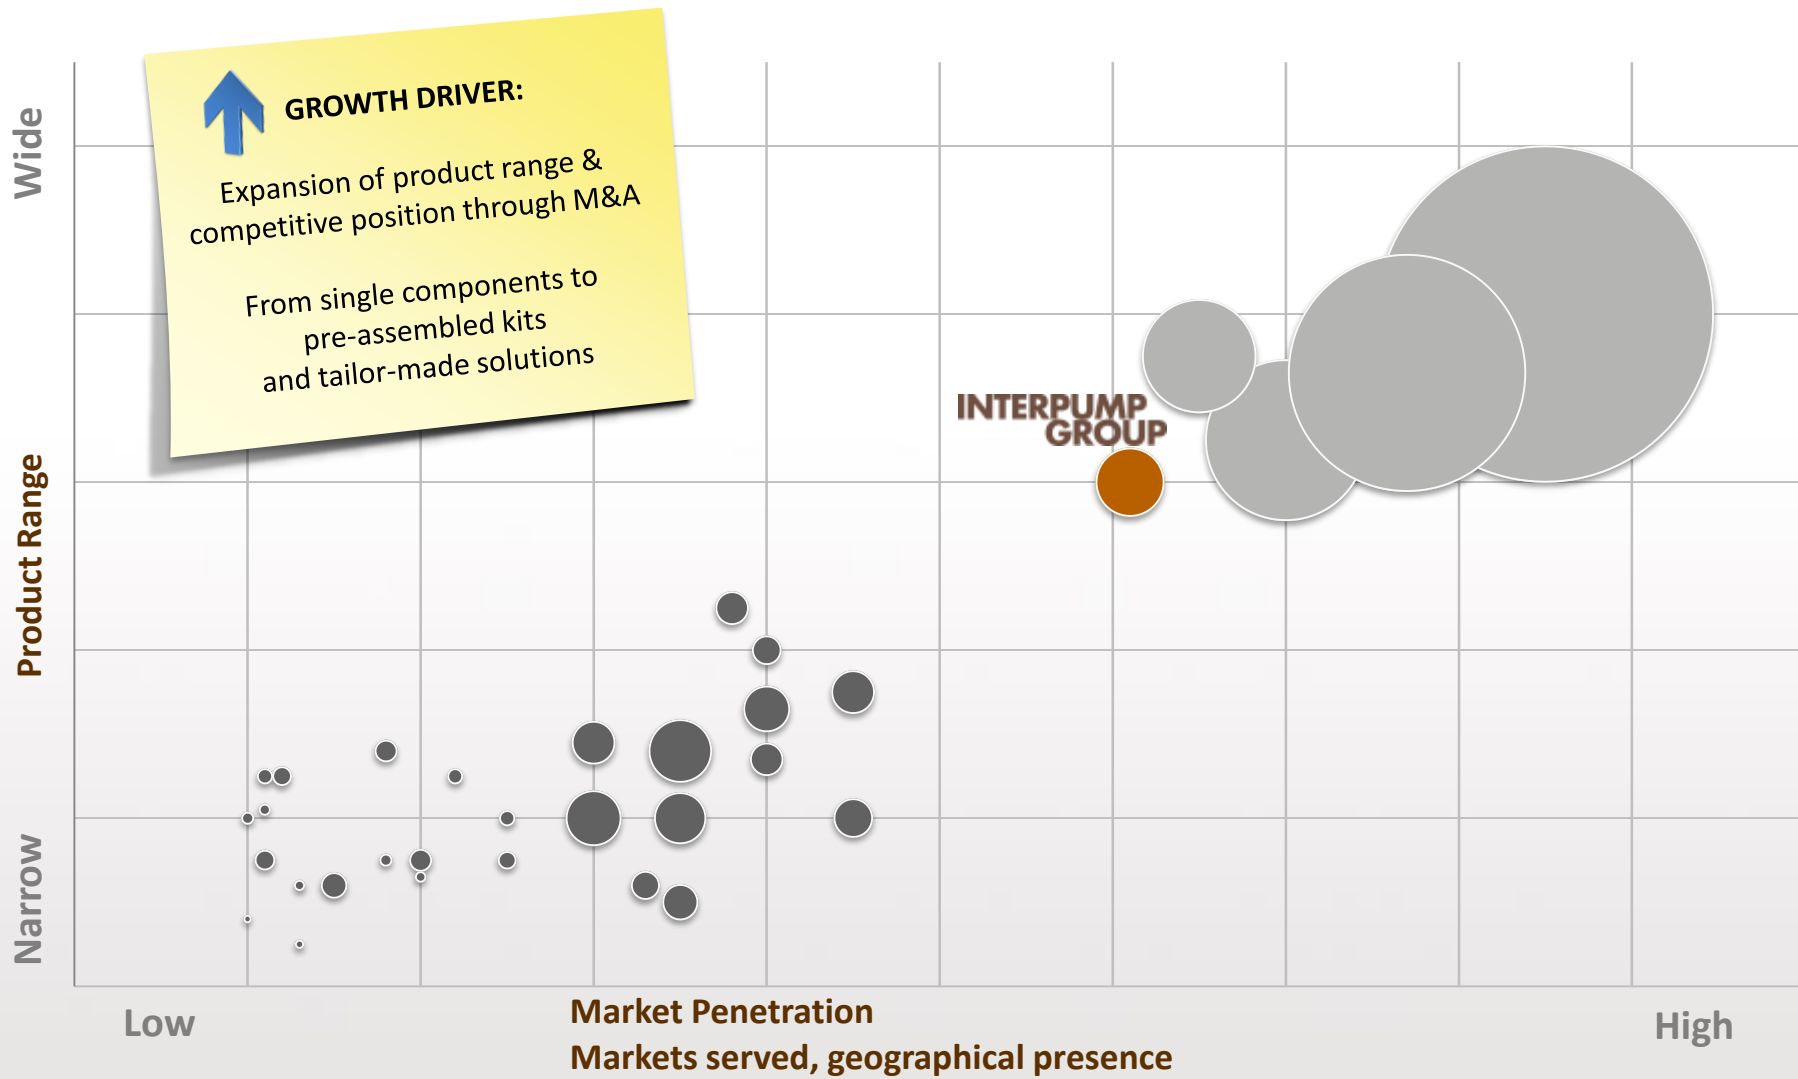 GROWTH DRIVER:
Expansion of product range &
competitive position through M&A
From single components to
pre-assembled kits
and tailor-made solutions
Wide
Product Range
Narrow
INTERPUMP
GROUP
Low
Market Penetration
Markets served, geographical presence
High